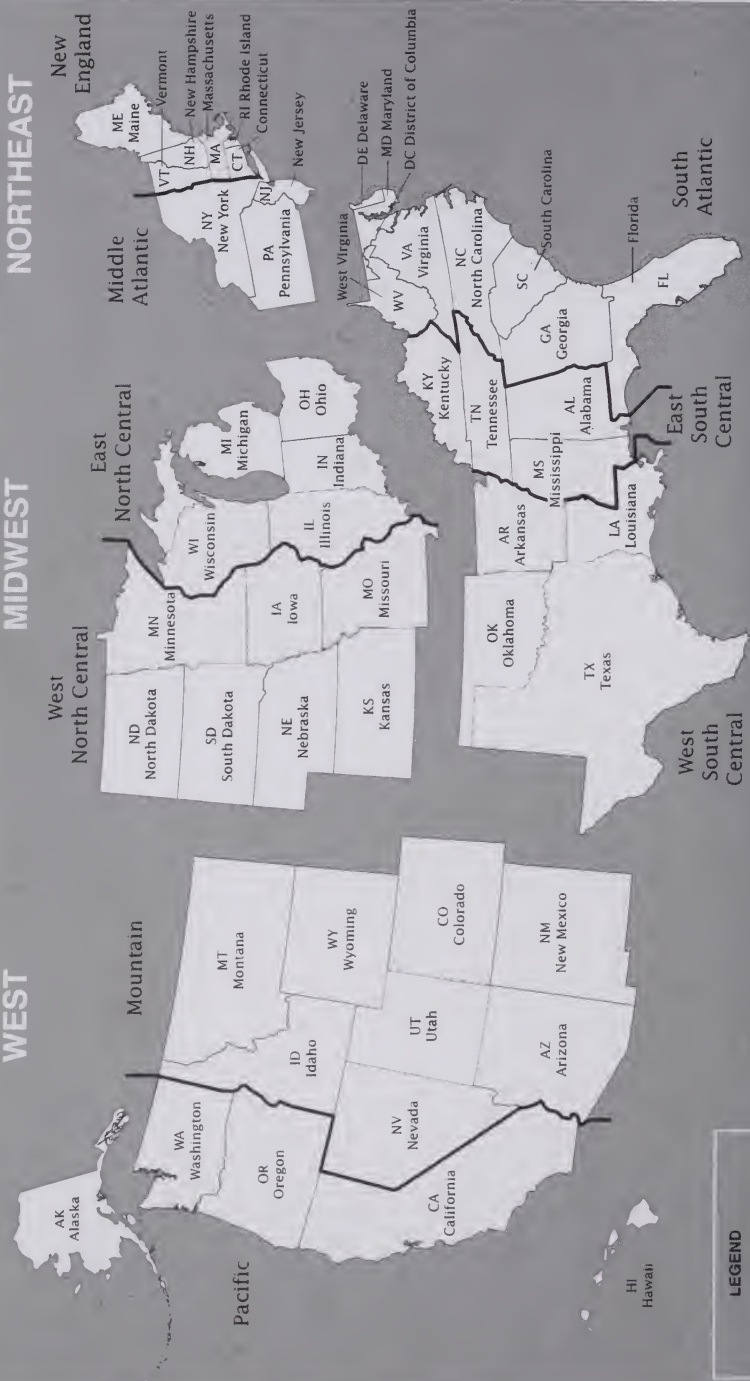 WEST
MIDWEST
NORTHEAST
Pacific
Mountain
AK
Alaska
WA
Washington
OR
Oregon
CA
California
HI
Hawaii
MT
Montana
ID
Idaho
WY
Wyoming
NV
Nevada
UT
Utah
CO
Colorado
AZ
Arizona
NM
New Mexico
West
North Central
East
North Central
ND
North Dakota
MN
Minnesota
SD
South Dakota
NE
Nebraska
IA
Iowa
KS
Kansas
MO
Missouri
WI
Wisconsin
MI
Michigan
IL
Illinois
IN
Indiana
OH
Ohio
Middle
Atlantic
New
England
ME
Maine
Vermont
New Hampshire
Massachusetts
RI Rhode Island
Connecticut
New Jersey
VT
NH
MA
CT
NJ
NY
New York
PA
Pennsylvania
OK
Oklahoma
AR
Arkansas
TX
Texas
LA
Louisiana
West
South
Central
KY
Kentucky
TN
Tennessee
MS
Mississippi
AL
Alabama
East
South
Central
West Virginia
DE Delaware
MD Maryland
DC District of Columbia
WV
VA
Virginia
NC
North Carolina
SC
South Carolina
GA
Georgia
Florida
FL
South
Atlantic
LEGEND